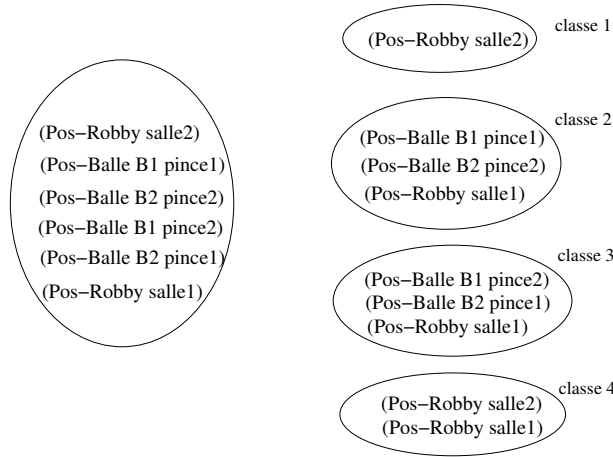 (Pos−Robby salle2)
(Pos−Balle B1 pince1)
(Pos−Balle B2 pince2)
(Pos−Balle B1 pince2)
(Pos−Balle B2 pince1)
(Pos−Robby salle1)
classe 1
(Pos−Robby salle2)
classe 2
(Pos−Balle B1 pince1)
(Pos−Balle B2 pince2)
(Pos−Robby salle1)
classe 3
(Pos−Balle B1 pince2)
(Pos−Balle B2 pince1)
(Pos−Robby salle1)
classe 4
(Pos−Robby salle2)
(Pos−Robby salle1)